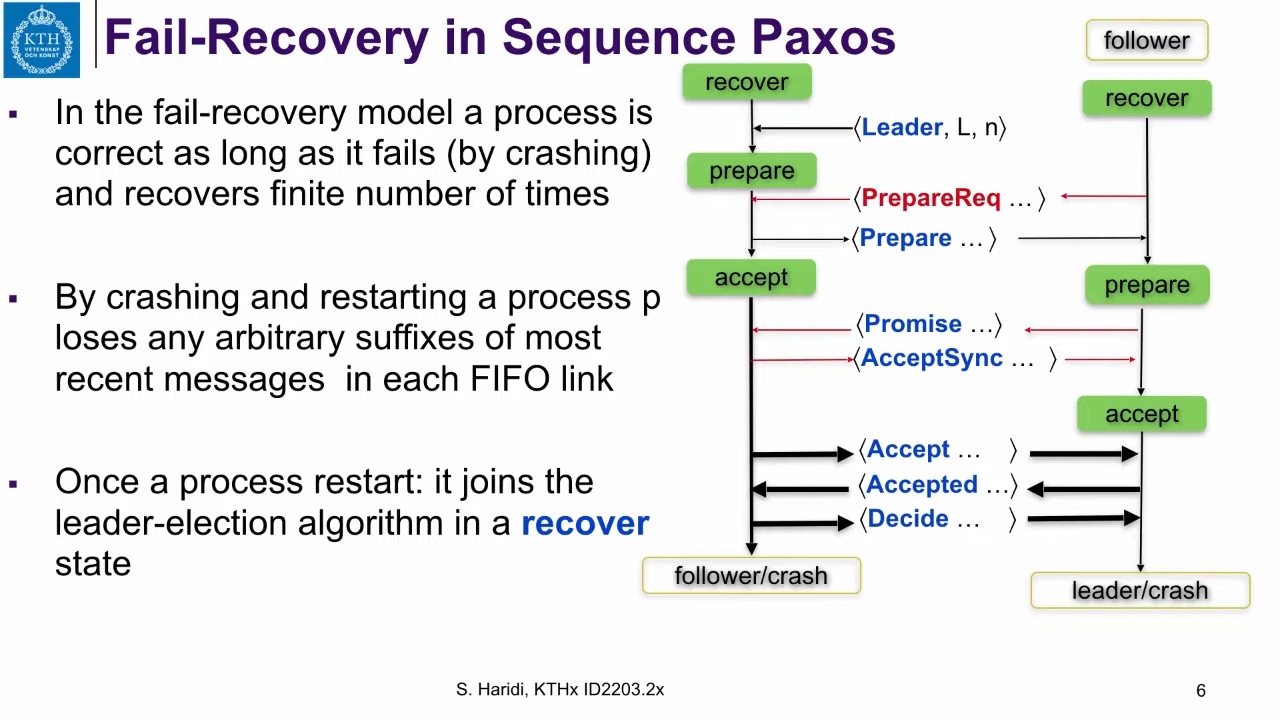 KTH
VETENSKAP
OCH KONST
Fail-Recovery in Sequence Paxos
▪ In the fail-recovery model a process is
correct as long as it fails (by crashing)
and recovers finite number of times
▪ By crashing and restarting a process p
loses any arbitrary suffixes of most
recent messages in each FIFO link
▪ Once a process restart: it joins the
leader-election algorithm in a recover
state
follower
recover
recover
⟨Leader, L, n⟩
prepare
⟨PrepareReq … ⟩
⟨Prepare … ⟩
accept
prepare
⟨Promise …⟩
⟨AcceptSync … ⟩
accept
⟨Accept … ⟩
⟨Accepted …⟩
⟨Decide … ⟩
follower/crash
leader/crash
S. Haridi, KTHx ID2203.2x
6